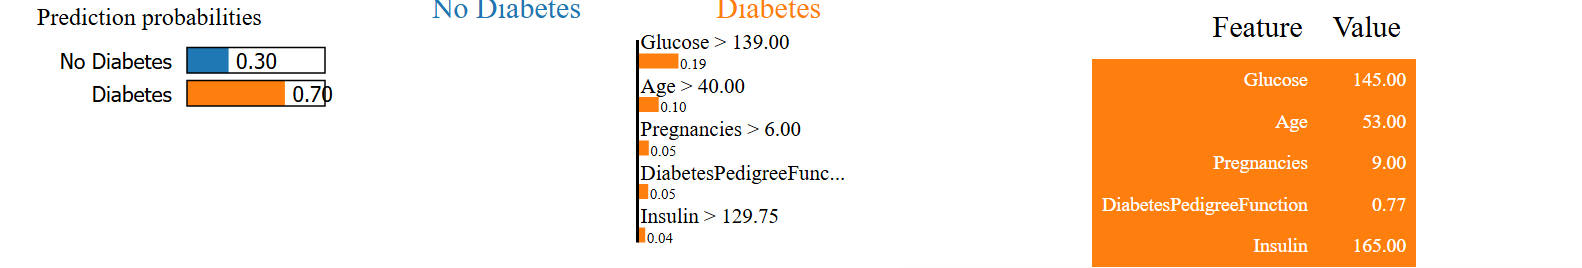 Prediction probabilities
No Diabetes 0.30
Diabetes 0.70
No Diabetes Diabetes
Glucose > 139.00
0.19
Age > 40.00
0.10
Pregnancies > 6.00
0.05
DiabetesPedigreeFunc...
0.05
Insulin > 129.75
0.04
Feature Value
Glucose 145.00
Age 53.00
Pregnancies 9.00
DiabetesPedigreeFunction 0.77
Insulin 165.00